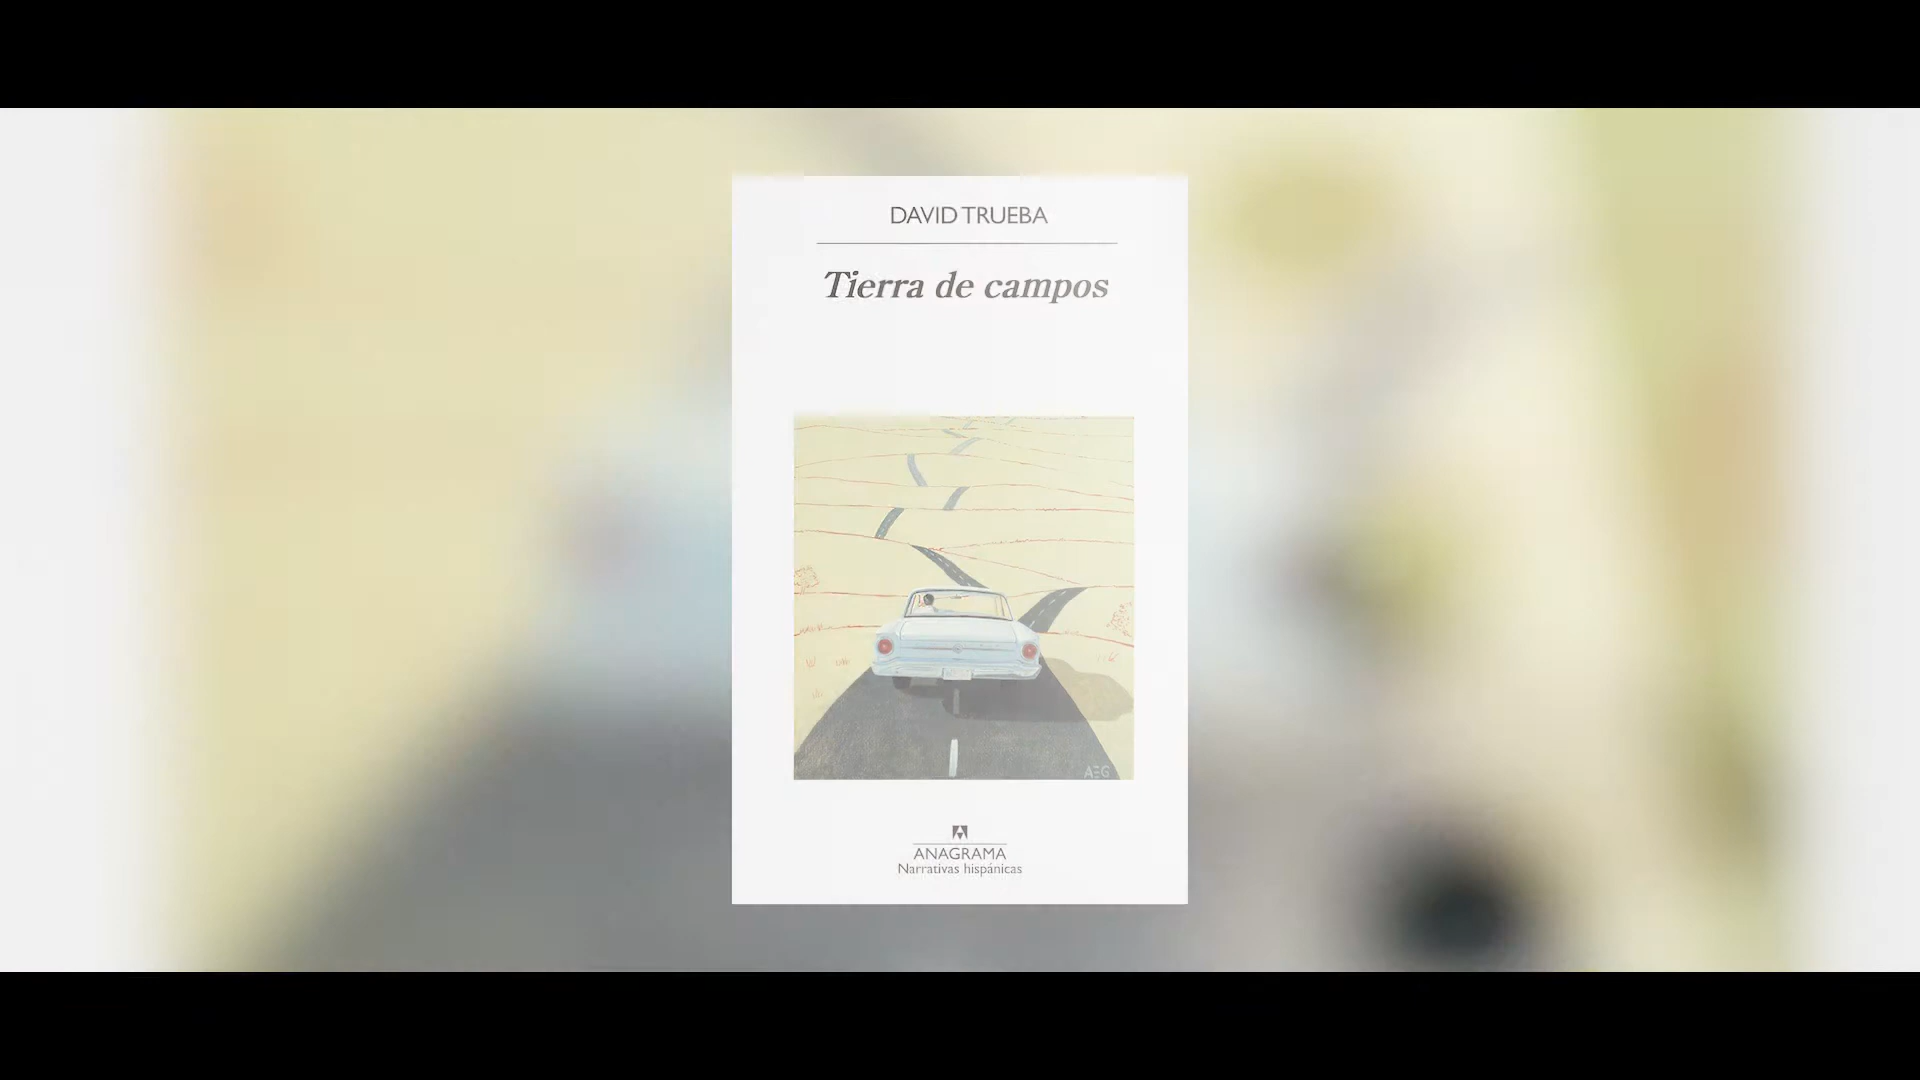 DAVID TRUEBA
Tierra de campos
AEG
ANAGRAMA
Narrativas hispánicas